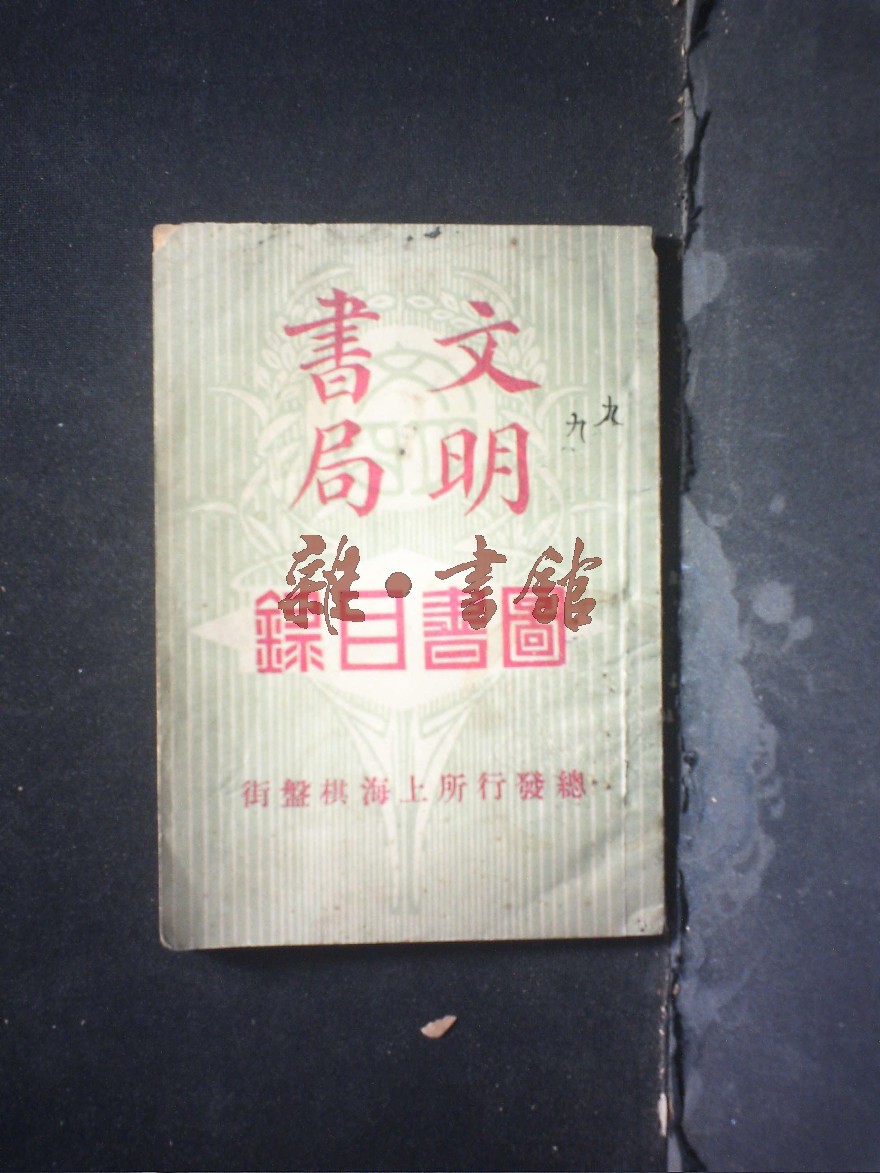 文明
書局
九九
雜·書館
圖書目錄
總發行所上海棋盤街